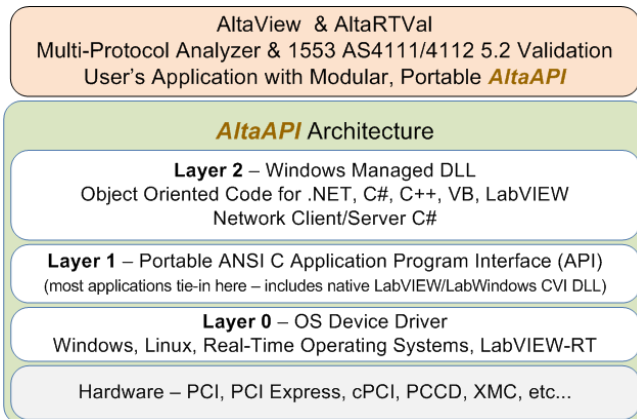 AltaView & AltaRTVal
Multi-Protocol Analyzer & 1553 AS4111/4112 5.2 Validation
User's Application with Modular, Portable AltaAPI
AltaAPI Architecture
Layer 2 – Windows Managed DLL
Object Oriented Code for .NET, C#, C++, VB, LabVIEW
Network Client/Server C#
Layer 1 – Portable ANSI C Application Program Interface (API)
(most applications tie-in here – includes native LabVIEW/LabWindows CVI DLL)
Layer 0 – OS Device Driver
Windows, Linux, Real-Time Operating Systems, LabVIEW-RT
Hardware – PCI, PCI Express, cPCI, PCCD, XMC, etc...